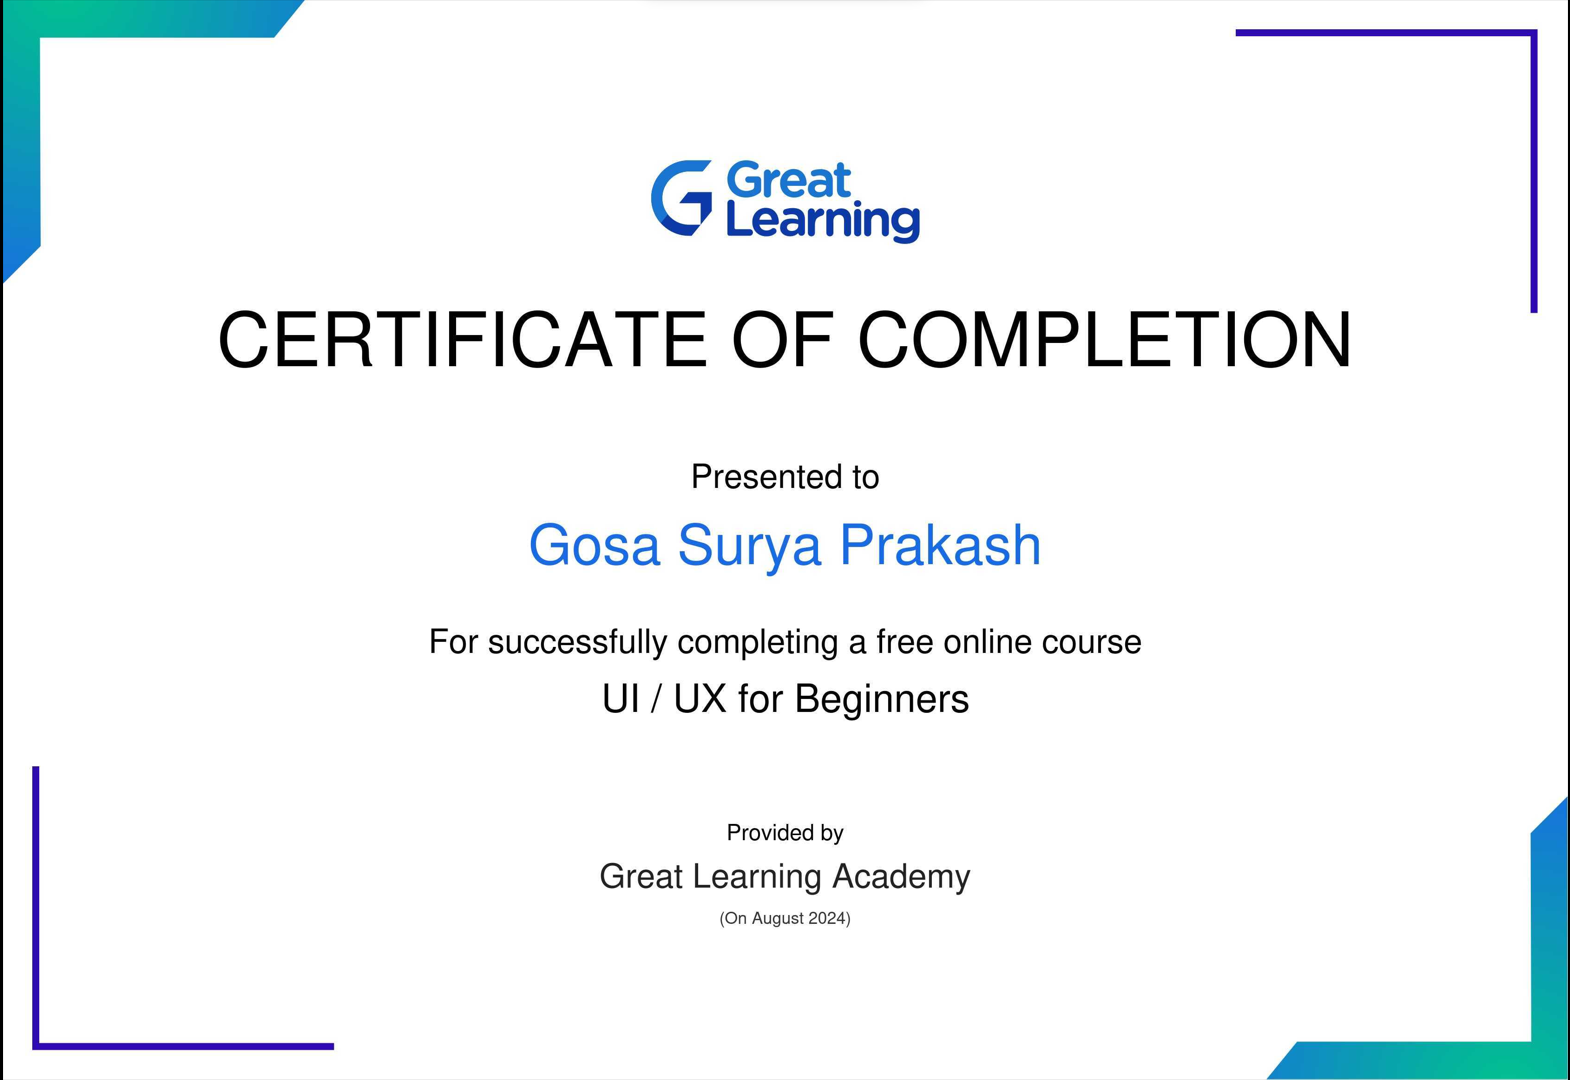 Great
Learning
CERTIFICATE OF COMPLETION
Presented to
Gosa Surya Prakash
For successfully completing a free online course
UI / UX for Beginners
Provided by
Great Learning Academy
(On August 2024)